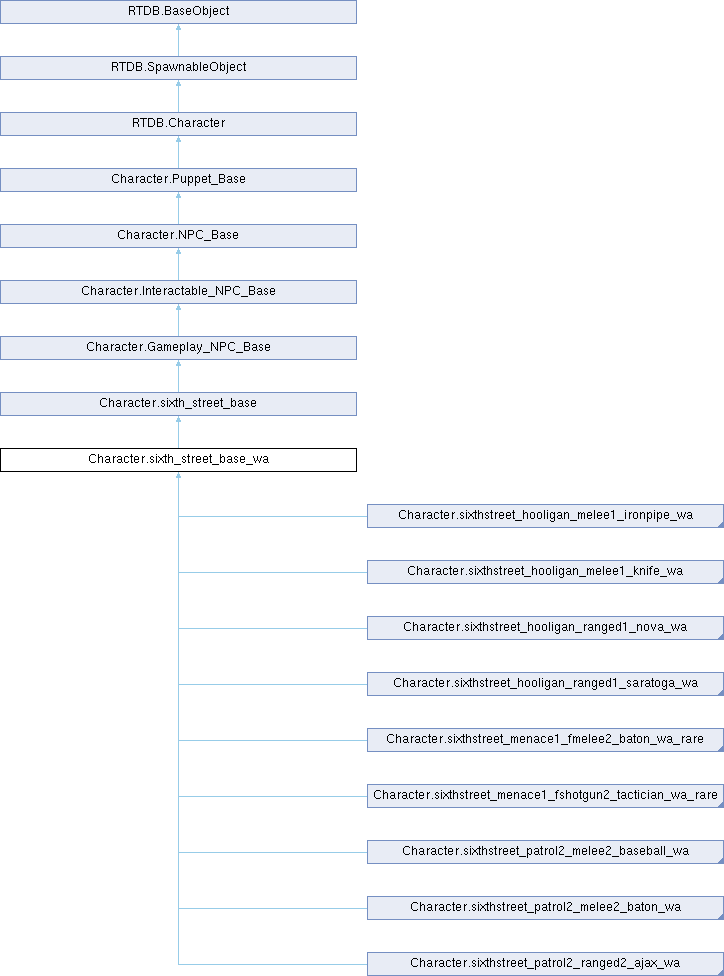 RTDB.BaseObject
RTDB.SpawnableObject
RTDB.Character
Character.Puppet_Base
Character.NPC_Base
Character.Interactable_NPC_Base
Character.Gameplay_NPC_Base
Character.sixth_street_base
Character.sixth_street_base_wa
Character.sixthstreet_hooligan_melee1_ironpipe_wa
Character.sixthstreet_hooligan_melee1_knife_wa
Character.sixthstreet_hooligan_ranged1_nova_wa
Character.sixthstreet_hooligan_ranged1_saratoga_wa
Character.sixthstreet_menace1_fmelee2_baton_wa_rare
Character.sixthstreet_menace1_fshotgun2_tactician_wa_rare
Character.sixthstreet_patrol2_melee2_baseball_wa
Character.sixthstreet_patrol2_melee2_baton_wa
Character.sixthstreet_patrol2_ranged2_ajax_wa